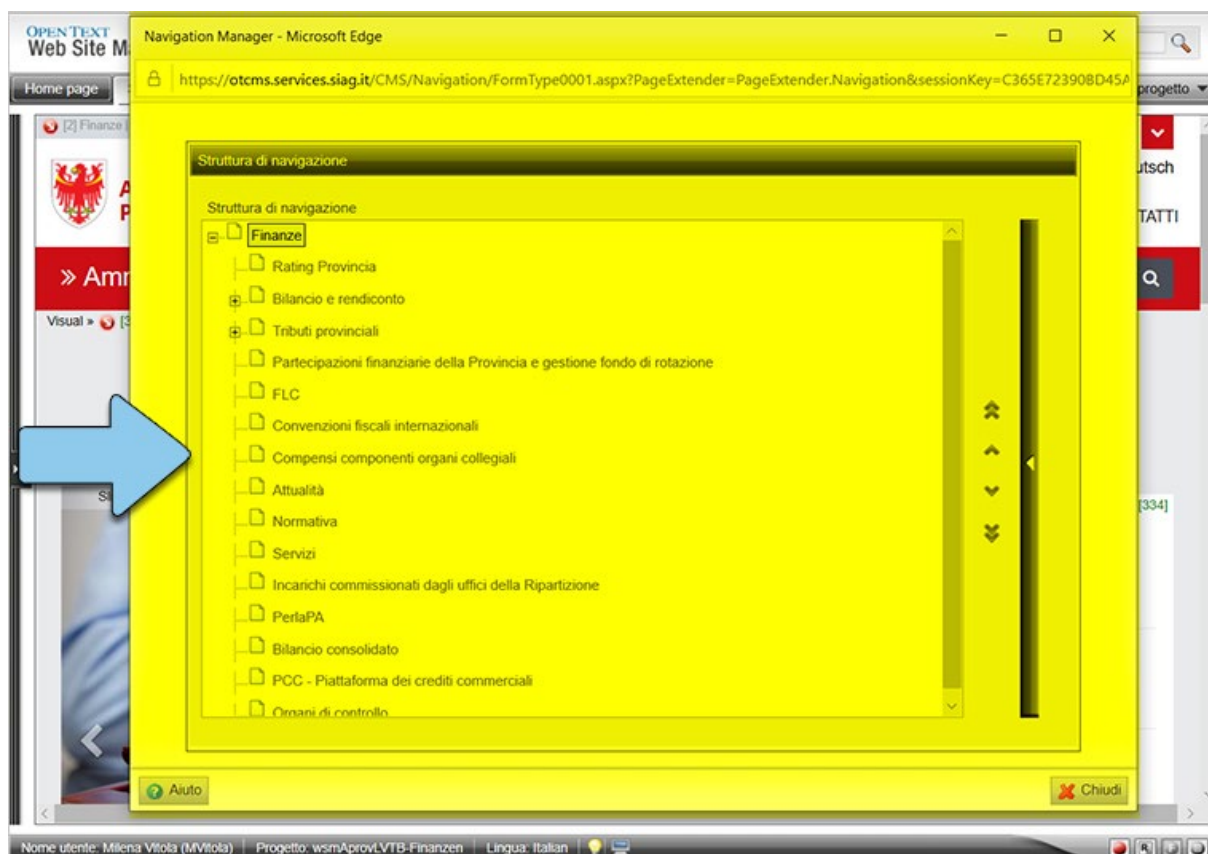 OPEN TEXT
Web Site M
Navigation Manager - Microsoft Edge
https://otcms.services.siag.it/CMS/Navigation/FormType0001.aspx?PageExtender=PageExtender.Navigation&sessionKey=C365E72390BD45A
Home page
progetto
[2] Finanze
Struttura di navigazione
utsch
A
P
TATTI
Struttura di navigazione
Finanze
Rating Provincia
» Amr
Bilancio e rendiconto
Visual » [3
Tributi provinciali
Partecipazioni finanziarie della Provincia e gestione fondo di rotazione
FLC
Convenzioni fiscali internazionali
Compensi componenti organi collegiali
Attualità
[334]
Normativa
Servizi
Incarichi commissionati dagli uffici della Ripartizione
PerlaPA
Bilancio consolidato
PCC - Piattaforma dei crediti commerciali
Organi di controllo
Aiuto
Chiudi
Nome utente: Milena Vitola (MVitola) Progetto: wsmAprovLVTB-Finanzen Lingua: Italian
R